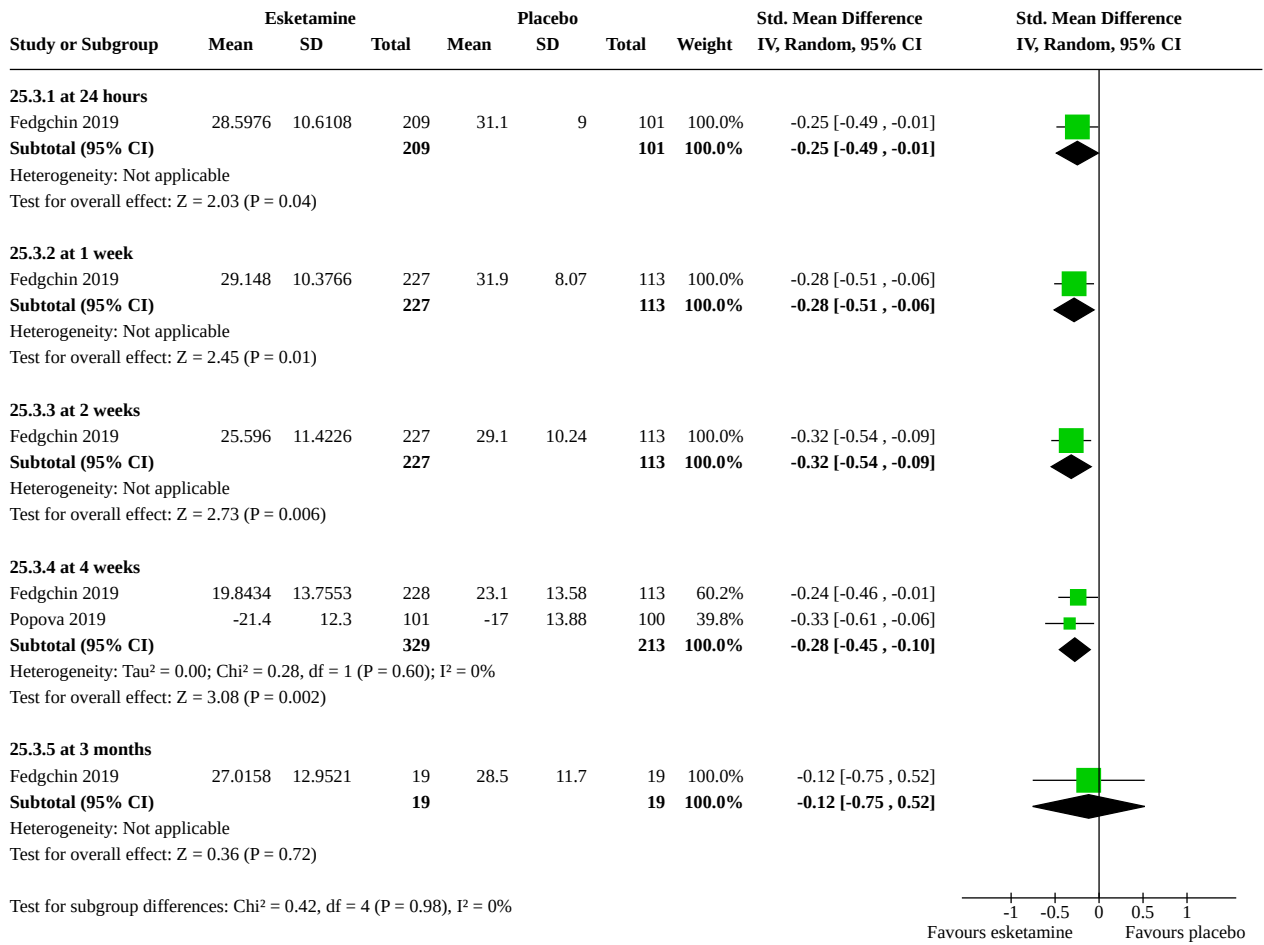 Esketamine Placebo Std. Mean Difference Std. Mean Difference
Study or Subgroup Mean SD Total Mean SD Total Weight IV, Random, 95% CI IV, Random, 95% CI
25.3.1 at 24 hours
Fedgchin 2019 28.5976 10.6108 209 31.1 9 101 100.0% -0.25 [-0.49 , -0.01]
Subtotal (95% CI) 209 101 100.0% -0.25 [-0.49 , -0.01]
Heterogeneity: Not applicable
Test for overall effect: Z = 2.03 (P = 0.04)
25.3.2 at 1 week
Fedgchin 2019 29.148 10.3766 227 31.9 8.07 113 100.0% -0.28 [-0.51 , -0.06]
Subtotal (95% CI) 227 113 100.0% -0.28 [-0.51 , -0.06]
Heterogeneity: Not applicable
Test for overall effect: Z = 2.45 (P = 0.01)
25.3.3 at 2 weeks
Fedgchin 2019 25.596 11.4226 227 29.1 10.24 113 100.0% -0.32 [-0.54 , -0.09]
Subtotal (95% CI) 227 113 100.0% -0.32 [-0.54 , -0.09]
Heterogeneity: Not applicable
Test for overall effect: Z = 2.73 (P = 0.006)
25.3.4 at 4 weeks
Fedgchin 2019 19.8434 13.7553 228 23.1 13.58 113 60.2% -0.24 [-0.46 , -0.01]
Popova 2019 -21.4 12.3 101 -17 13.88 100 39.8% -0.33 [-0.61 , -0.06]
Subtotal (95% CI) 329 213 100.0% -0.28 [-0.45 , -0.10]
Heterogeneity: Tau² = 0.00; Chi² = 0.28, df = 1 (P = 0.60); I² = 0%
Test for overall effect: Z = 3.08 (P = 0.002)
25.3.5 at 3 months
Fedgchin 2019 27.0158 12.9521 19 28.5 11.7 19 100.0% -0.12 [-0.75 , 0.52]
Subtotal (95% CI) 19 19 100.0% -0.12 [-0.75 , 0.52]
Heterogeneity: Not applicable
Test for overall effect: Z = 0.36 (P = 0.72)
Test for subgroup differences: Chi² = 0.42, df = 4 (P = 0.98), I² = 0%
-1 -0.5 0 0.5 1
Favours esketamine Favours placebo